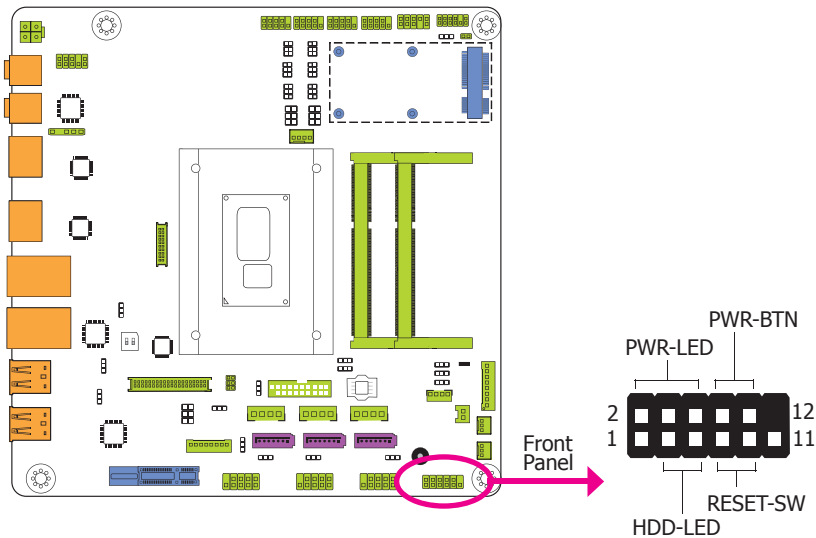 PWR-BTN
PWR-LED
2 12
1 11
Front
Panel
RESET-SW
HDD-LED